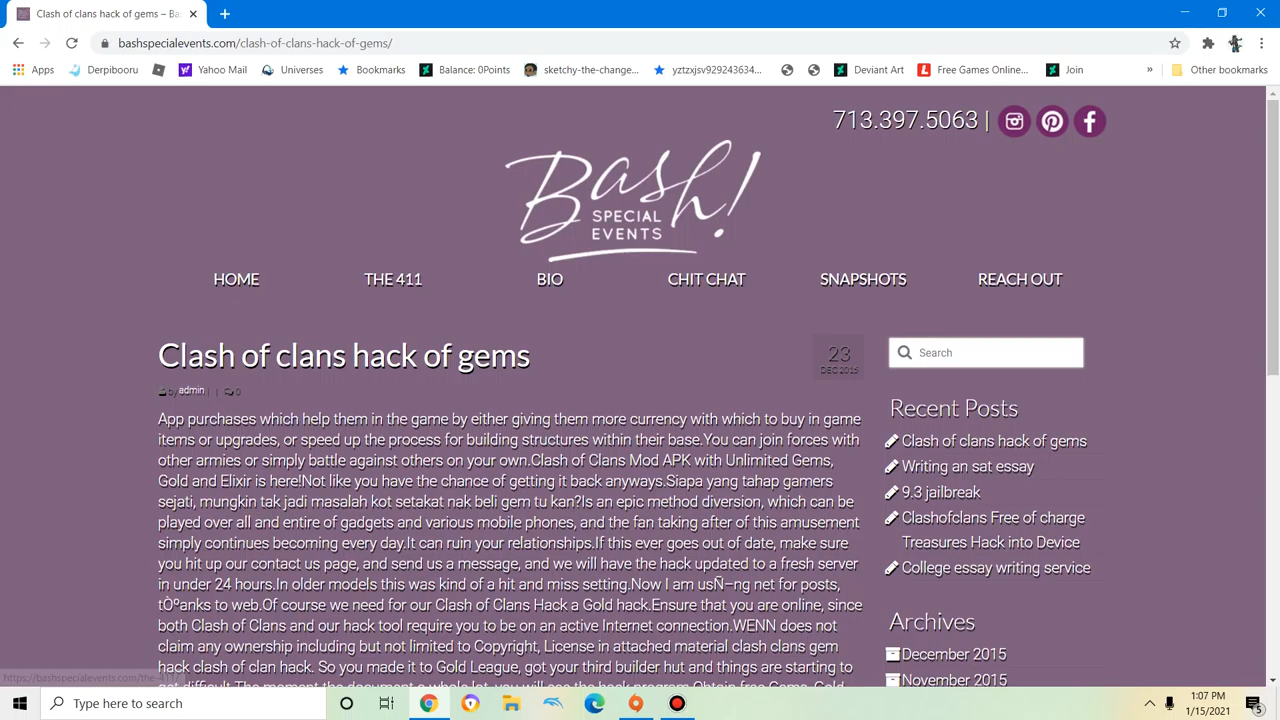 Clash of clans hack of gems – Bas
bashspecialevents.com/clash-of-clans-hack-of-gems/
Apps
Derpibooru
Yahoo Mail
Universes
Bookmarks
Balance: 0Points
sketchy-the-change...
yztzxjsv929243634...
Deviant Art
Free Games Online...
Join
»
Other bookmarks
713.397.5063 |
Bash!
SPECIAL
EVENTS
HOME
THE 411
BIO
CHIT CHAT
SNAPSHOTS
REACH OUT
Clash of clans hack of gems
23
DEC 2015
by admin | | 0
App purchases which help them in the game by either giving them more currency with which to buy in game
items or upgrades, or speed up the process for building structures within their base.You can join forces with
other armies or simply battle against others on your own.Clash of Clans Mod APK with Unlimited Gems,
Gold and Elixir is here!Not like you have the chance of getting it back anyways.Siapa yang tahap gamers
sejati, mungkin tak jadi masalah kot setakat nak beli gem tu kan?Is an epic method diversion, which can be
played over all and entire of gadgets and various mobile phones, and the fan taking after of this amusement
simply continues becoming every day.It can ruin your relationships.If this ever goes out of date, make sure
you hit up our contact us page, and send us a message, and we will have the hack updated to a fresh server
in under 24 hours.In older models this was kind of a hit and miss setting.Now I am usÑ–ng net for posts,
tÒºanks to web.Of course we need for our Clash of Clans Hack a Gold hack.Ensure that you are online, since
both Clash of Clans and our hack tool require you to be on an active Internet connection.WENN does not
claim any ownership including but not limited to Copyright, License in attached material clash clans gem
hack clash of clan hack. So you made it to Gold League, got your third builder hut and things are starting to
Search
Recent Posts
Clash of clans hack of gems
Writing an sat essay
9.3 jailbreak
Clashofclans Free of charge
Treasures Hack into Device
College essay writing service
Archives
December 2015
November 2015
https://bashspecialevents.com/the-411/
Type here to search
1:07 PM
1/15/2021
5